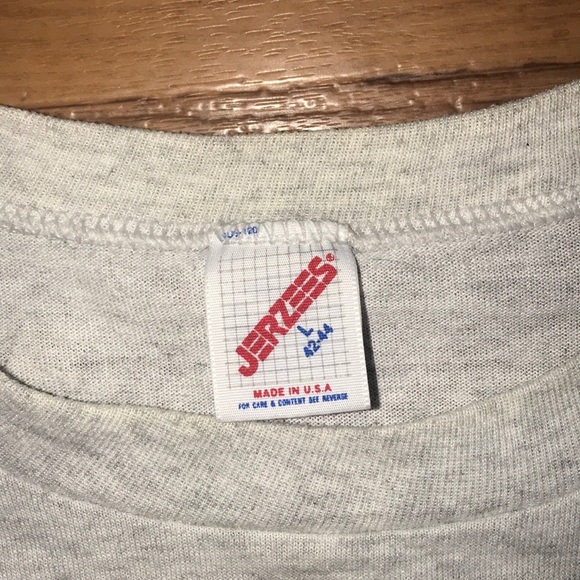 JERZEES®
L
42-44
MADE IN U.S.A
FOR CARE & CONTENT SEE REVERSE